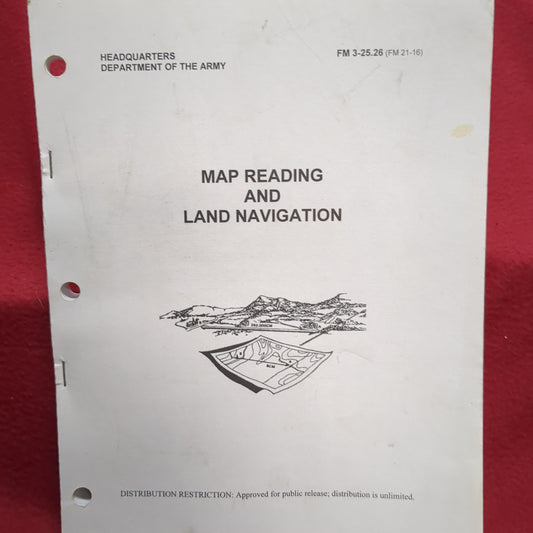 HEADQUARTERS
DEPARTMENT OF THE ARMY
FM 3-25.26 (FM 21-16)
MAP READING
AND
LAND NAVIGATION
DISTRIBUTION RESTRICTION: Approved for public release; distribution is unlimited.